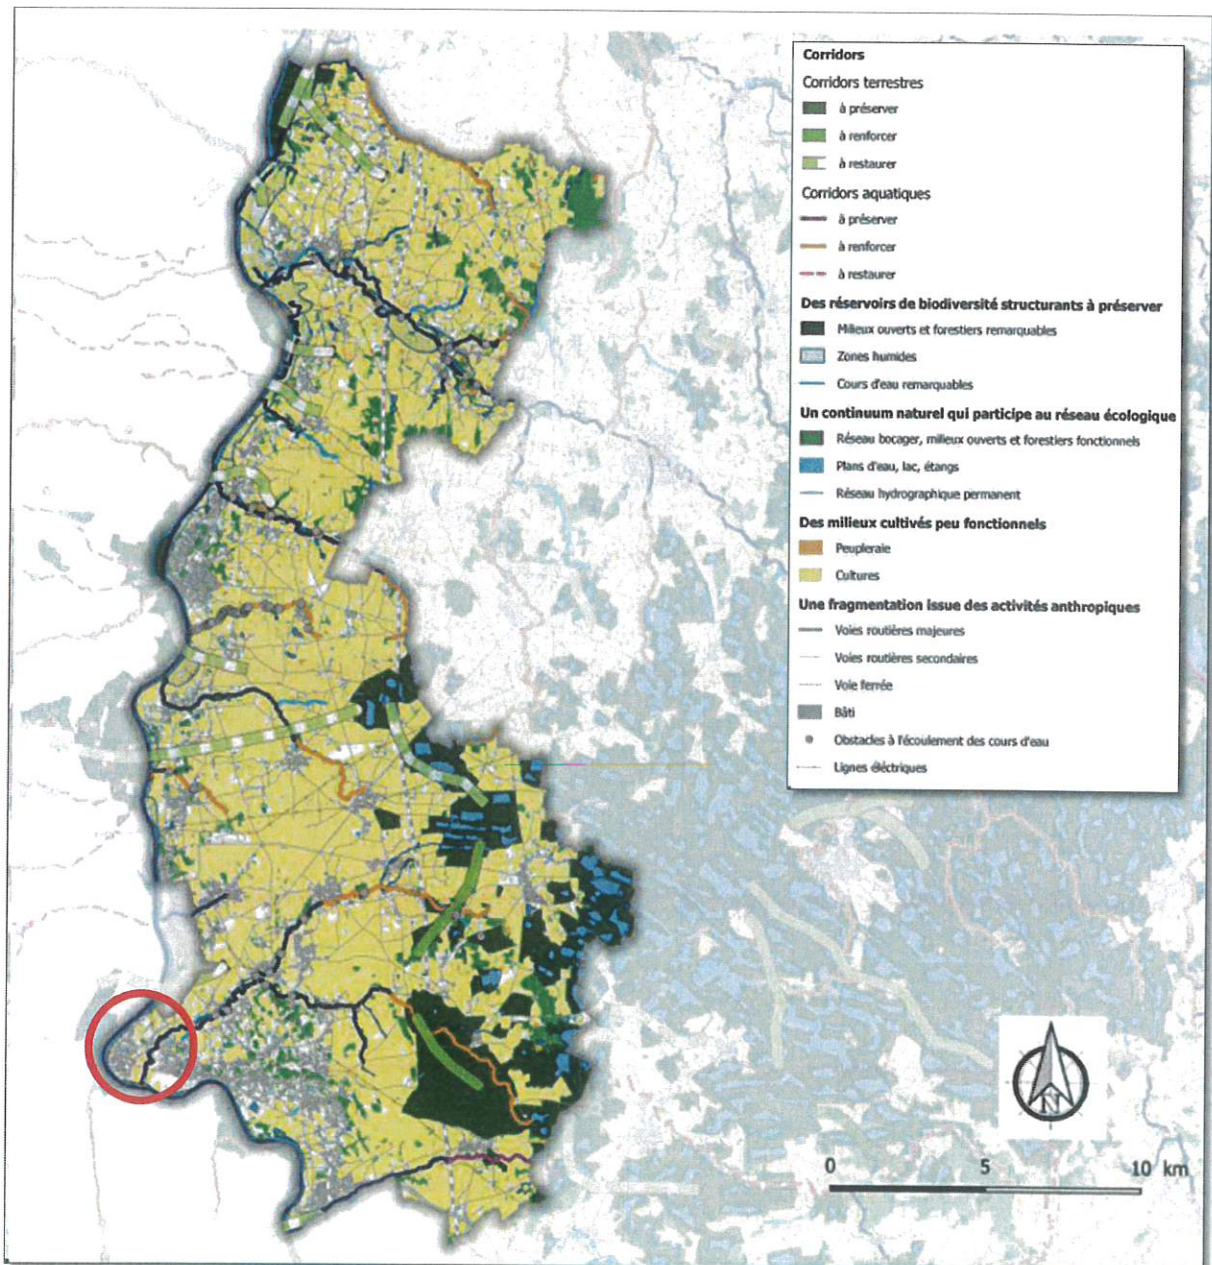 Corridors
Corridors terrestres
à préserver
à renforcer
à restaurer
Corridors aquatiques
à préserver
à renforcer
à restaurer
Des réservoirs de biodiversité structurants à préserver
Milieux ouverts et forestiers remarquables
Zones humides
Cours d'eau remarquables
Un continuum naturel qui participe au réseau écologique
Réseau bocager, milieux ouverts et forestiers fonctionnels
Plans d'eau, lac, étangs
Réseau hydrographique permanent
Des milieux cultivés peu fonctionnels
Peupleraie
Cultures
Une fragmentation issue des activités anthropiques
Voies routières majeures
Voies routières secondaires
Voie ferrée
Bâti
Obstacles à l'écoulement des cours d'eau
Lignes éléctriques
N
0 5 10 km